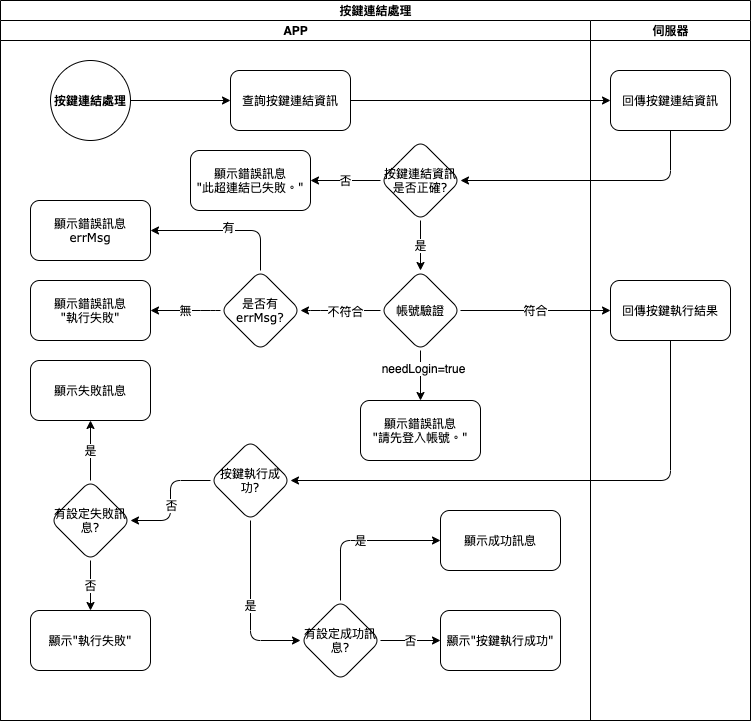 按鍵連結處理
APP
伺服器
按鍵連結處理
查詢按鍵連結資訊
回傳按鍵連結資訊
按鍵連結資訊
是否正確?
否
顯示錯誤訊息
"此超連結已失敗。"
是
顯示錯誤訊息
errMsg
有
是否有
errMsg?
無
顯示錯誤訊息
"執行失敗"
不符合
帳號驗證
符合
回傳按鍵執行結果
needLogin=true
顯示錯誤訊息
"請先登入帳號。"
顯示失敗訊息
是
按鍵執行成
功?
否
有設定失敗訊
息?
否
顯示"執行失敗"
是
有設定成功訊
息?
是
顯示成功訊息
否
顯示"按鍵執行成功"